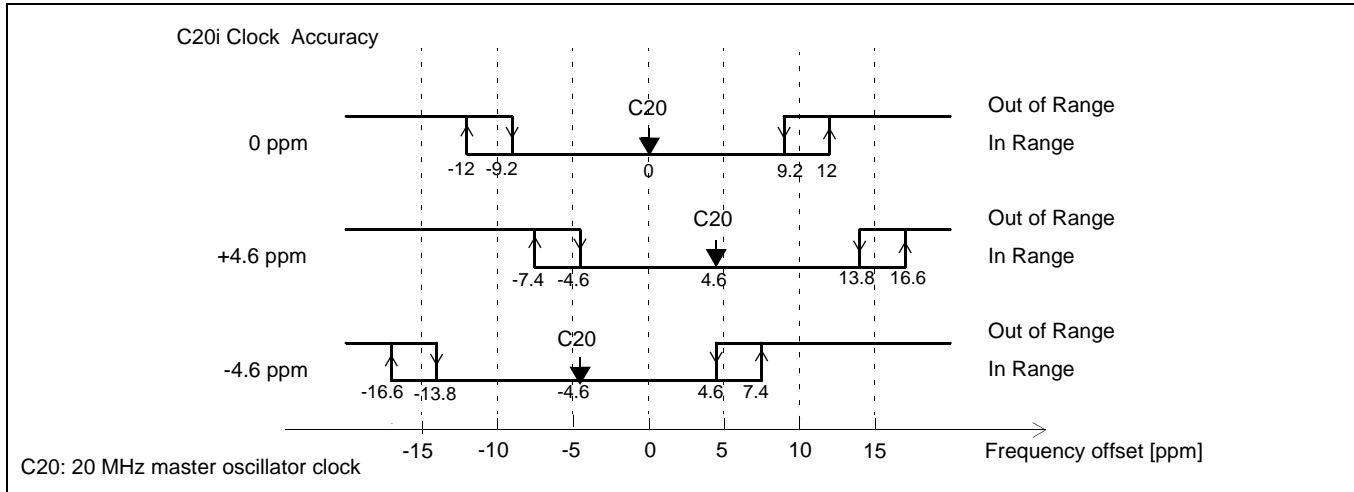 C20i Clock Accuracy
C20
Out of Range
0 ppm
In Range
-12 -9.2 0 9.2 12
C20
Out of Range
+4.6 ppm
In Range
-7.4 -4.6 4.6 13.8 16.6
C20
Out of Range
-4.6 ppm
In Range
-16.6 -13.8 -4.6 4.6 7.4
-15 -10 -5 0 5 10 15 Frequency offset [ppm]
C20: 20 MHz master oscillator clock